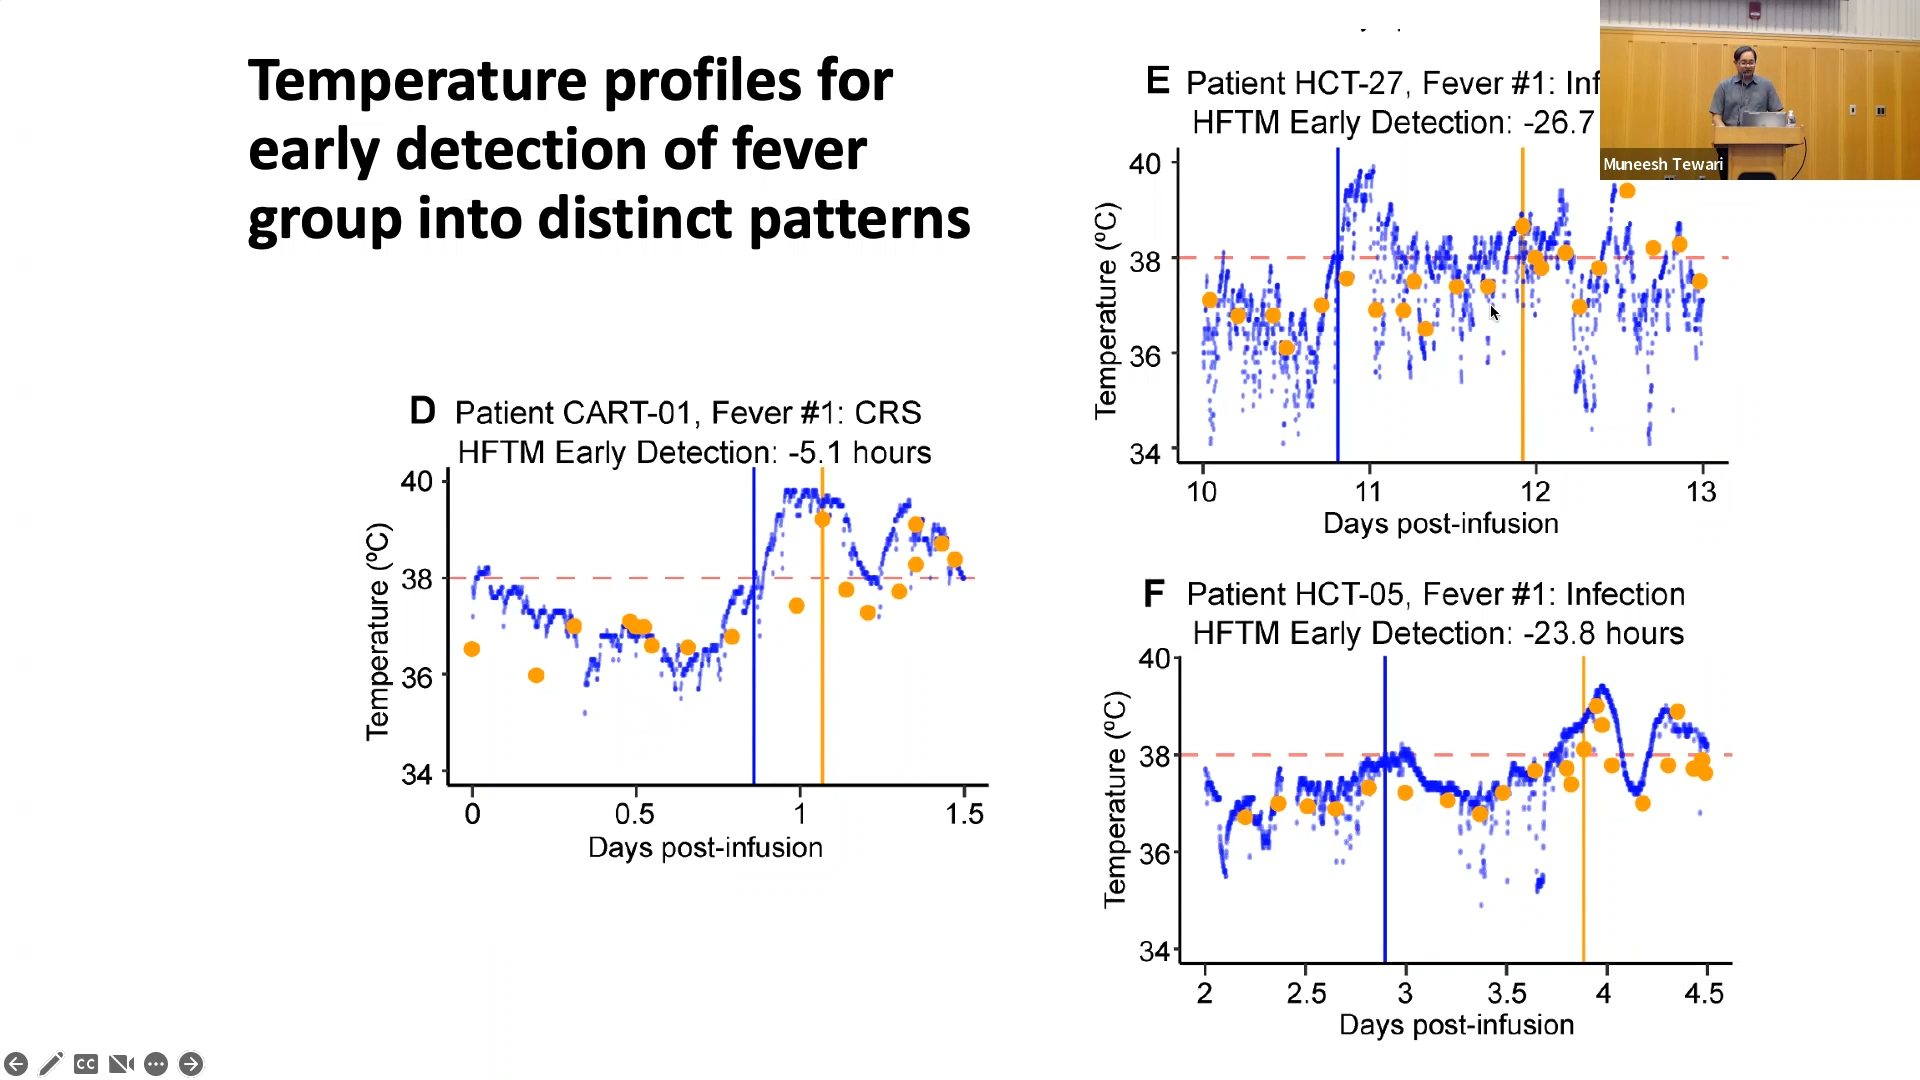 Temperature profiles for
early detection of fever
group into distinct patterns
D Patient CART-01, Fever #1: CRS
HFTM Early Detection: -5.1 hours
40
38
36
34
Temperature (ºC)
0 0.5 1 1.5
Days post-infusion
E Patient HCT-27, Fever #1: Inf
HFTM Early Detection: -26.7
40
38
36
34
Temperature (ºC)
10 11 12 13
Days post-infusion
F Patient HCT-05, Fever #1: Infection
HFTM Early Detection: -23.8 hours
40
38
36
34
Temperature (ºC)
2 2.5 3 3.5 4 4.5
Days post-infusion
Muneesh Tewari
CC